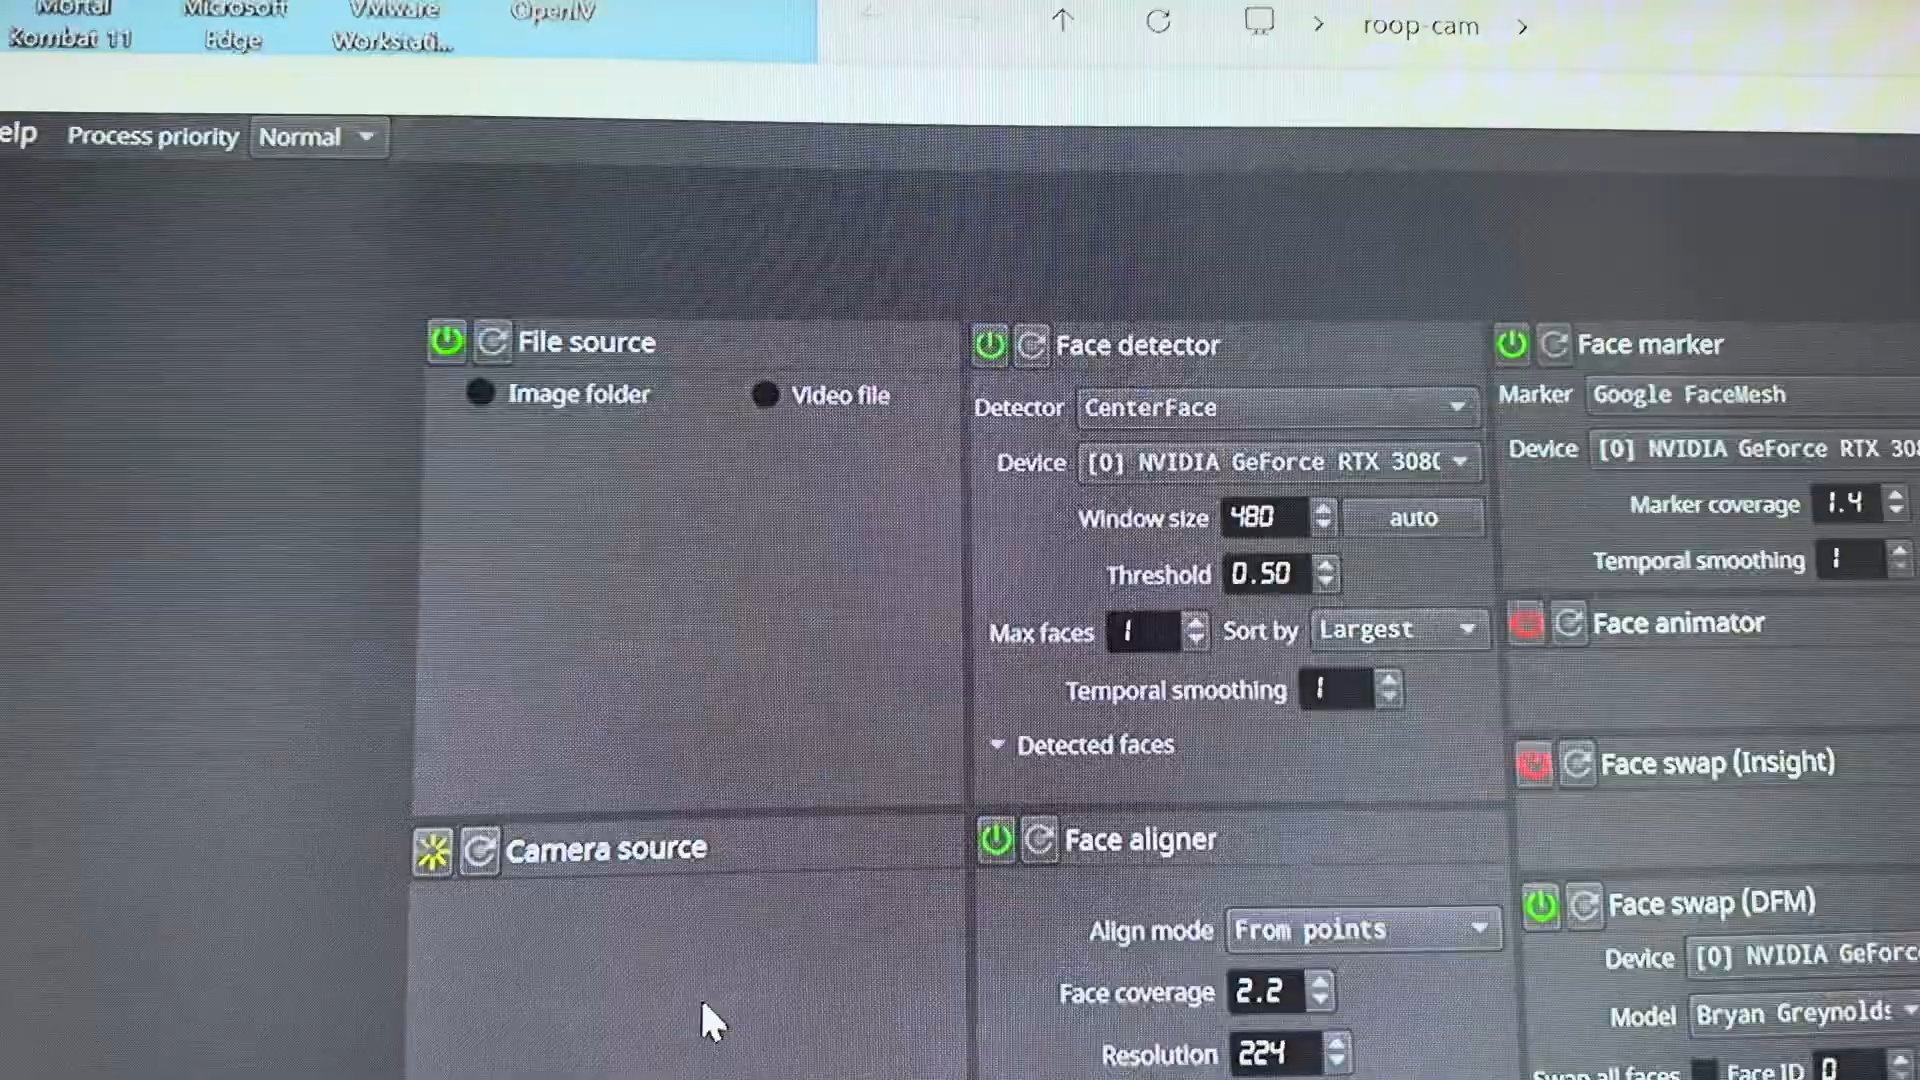 Mortal
Kombat 11
Microsoft
Edge
VMware
Workstati...
OpenIV
roop-cam
elp
Process priority
Normal
File source
Image folder
Video file
Camera source
Face detector
Detector
CenterFace
Device
[0] NVIDIA GeForce RTX 308
Window size
480
auto
Threshold
0.50
Max faces
1
Sort by
Largest
Temporal smoothing
1
Detected faces
Face aligner
Align mode
From points
Face coverage
2.2
Resolution
224
Face marker
Marker
Google FaceMesh
Device
[0] NVIDIA GeForce RTX 308
Marker coverage
1.4
Temporal smoothing
1
Face animator
Face swap (Insight)
Face swap (DFM)
Device
[0] NVIDIA GeForc
Model
Bryan Greynolds
Swap all faces
Face ID
0